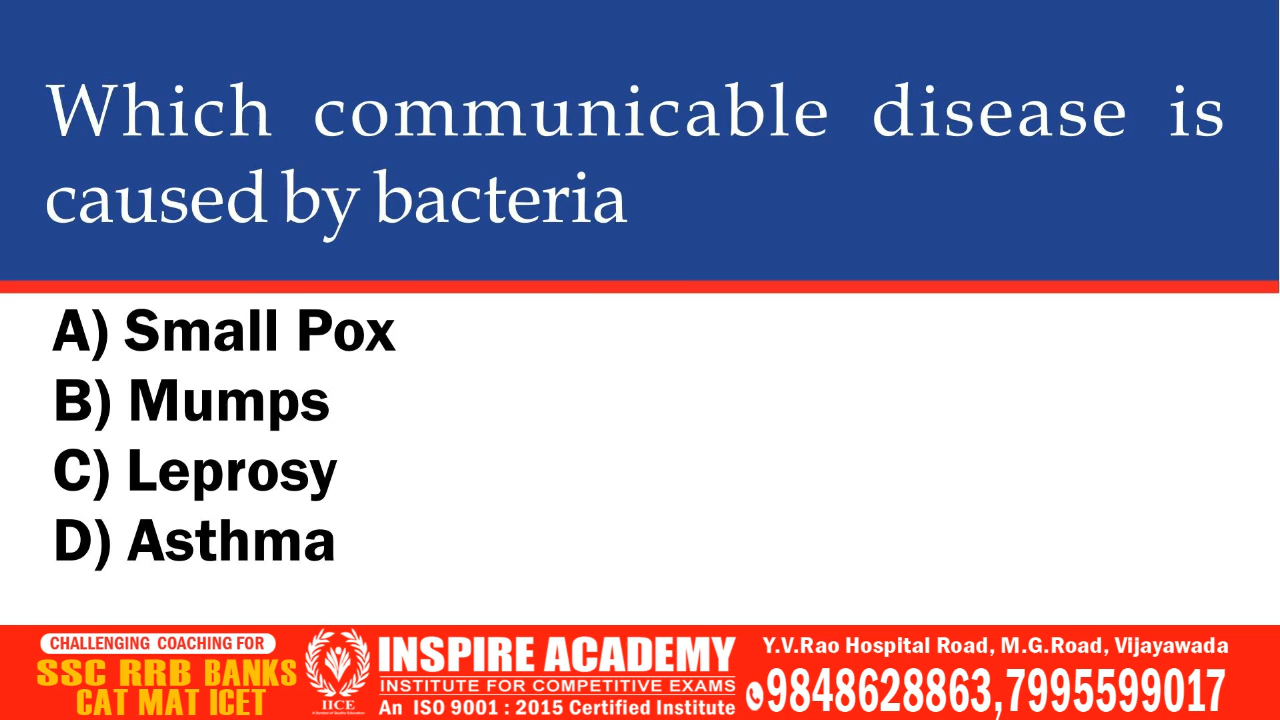 Which communicable disease is
caused by bacteria
A) Small Pox
B) Mumps
C) Leprosy
D) Asthma
CHALLENGING COACHING FOR
SSC RRB BANKS
CAT MAT ICET
IICE
INSPIRE ACADEMY
INSTITUTE FOR COMPETITIVE EXAMS
An ISO 9001 : 2015 Certified Institute
Y.V.Rao Hospital Road, M.G.Road, Vijayawada
9848628863,7995599017